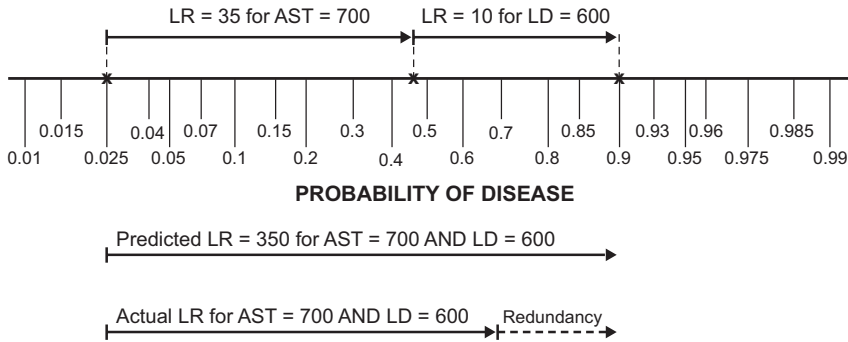 LR = 35 for AST = 700 LR = 10 for LD = 600
0.015 0.04 0.07 0.15 0.3 0.5 0.7 0.85 0.93 0.96 0.985
0.01 0.025 0.05 0.1 0.2 0.4 0.6 0.8 0.9 0.95 0.975 0.99
PROBABILITY OF DISEASE
Predicted LR = 350 for AST = 700 AND LD = 600
Actual LR for AST = 700 AND LD = 600 Redundancy